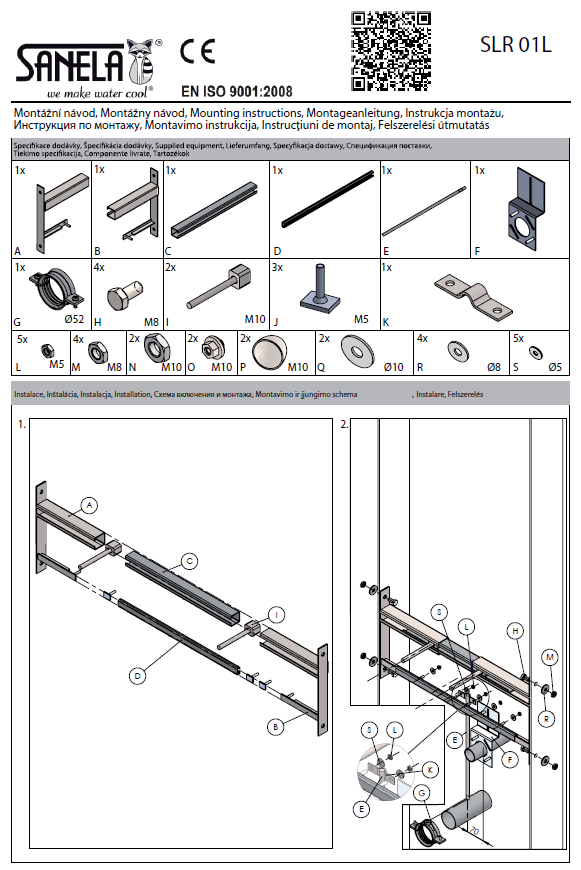 SANELA®
we make water cool®
CE
EN ISO 9001:2008
SLR 01L
Montážní návod, Montážny návod, Mounting instructions, Montageanleitung, Instrukcja montażu,
Инструкция по монтажу, Montavimo instrukcija, Instrucţiuni de montaj, Felszerelési útmutatás
Specifikace dodávky, Špecifikácia dodávky, Supplied equipment, Lieferumfang, Specyfikacja dostawy, Спецификация поставки,
Tiekimo specifikacija, Componente livrate, Tartozékok
1x 1x 1x 1x 1x 1x
A B C D E F
1x 4x 2x 3x 1x
G Ø52 H M8 I M10 J M5 K
5x 4x 2x 2x 2x 2x 4x 5x
L M5 M M8 N M10 O M10 P M10 Q Ø10 R Ø8 S Ø5
Instalace, Inštalácia, Instalacja, Installation, Схема включения и монтажа, Montavimo ir įjungimo schema , Instalare, Felszerelés
1.
A
C
I
D
B
2.
S
L
H
M
R
E
F
S
L
K
E
G
70